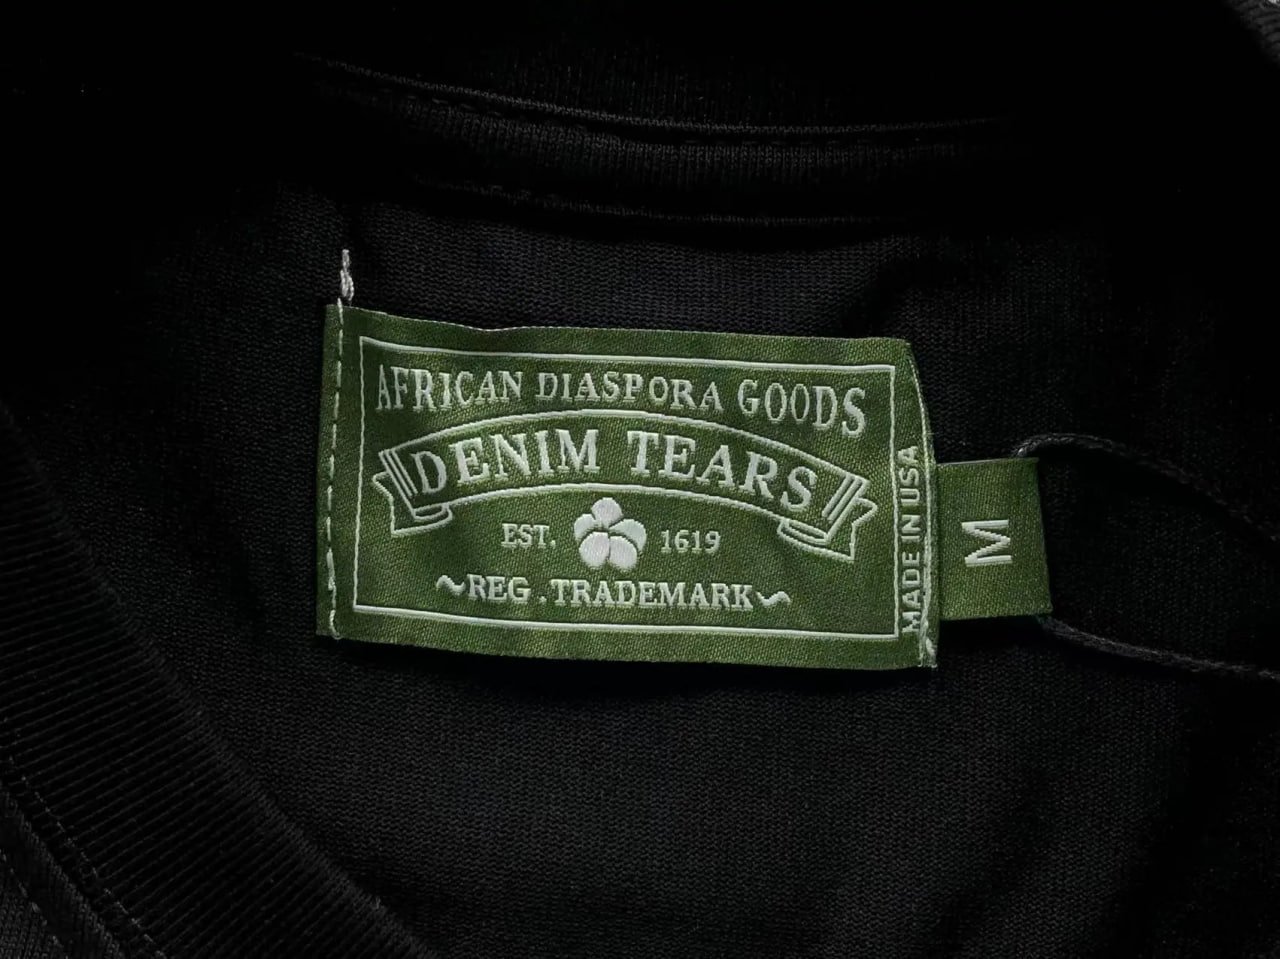 AFRICAN DIASPORA GOODS
DENIM TEARS
EST. 1619
~REG . TRADEMARK~
MADE IN USA
M